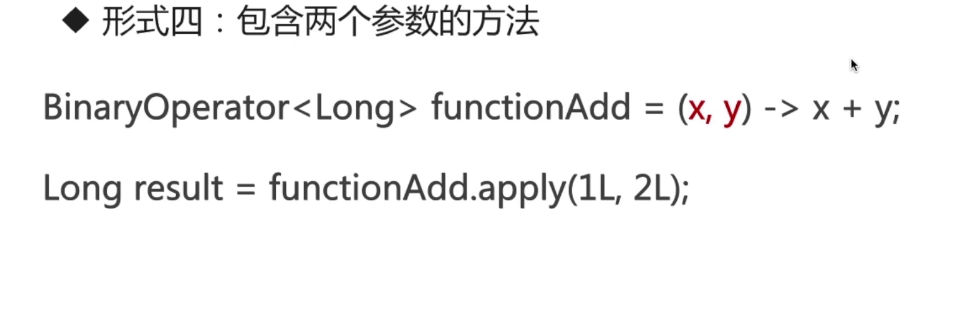 ◆ 形式四：包含两个参数的方法
BinaryOperator<Long> functionAdd = (x, y) -> x + y;
Long result = functionAdd.apply(1L, 2L);